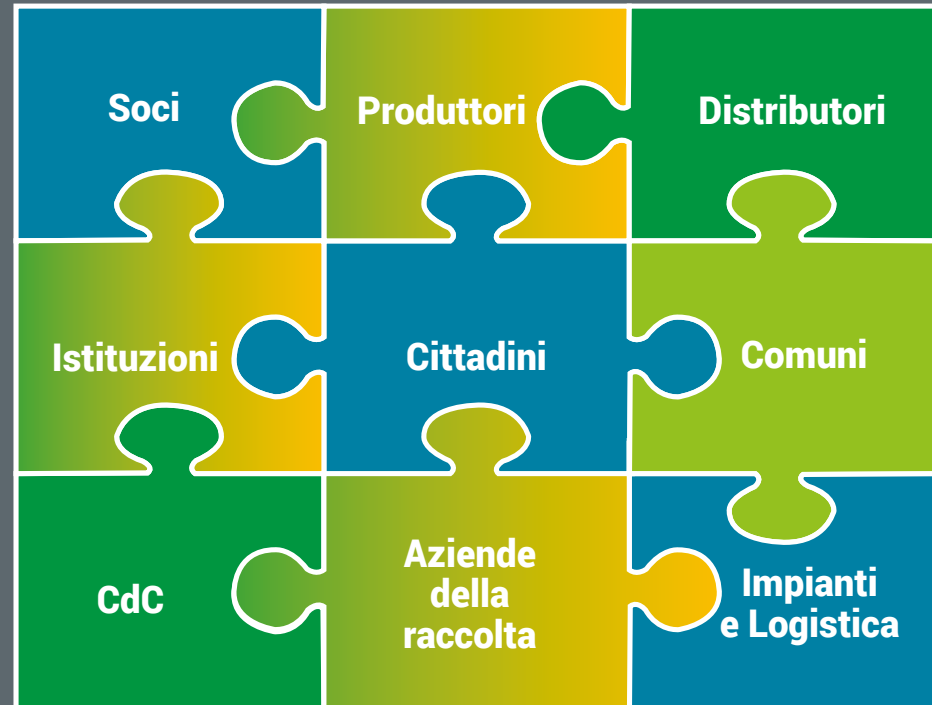 Soci
Produttori
Distributori
Istituzioni
Cittadini
Comuni
CdC
Aziende
della
raccolta
Impianti
e Logistica